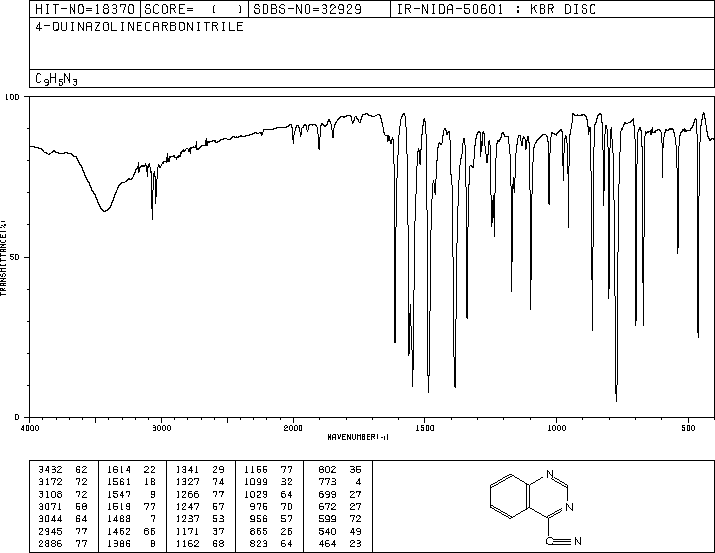 HIT-NO=18370 SCORE= ( ) SDBS-NO=32929 IR-NIDA-50601 : KBR DISC
4-QUINAZOLINECARBONITRILE
C9H5N3
100
50
0
TRANSMITTANCE(%)
4000 3000 2000 1500 1000 500
WAVENUMBER(-1)
3432 62 1614 22 1341 29 1155 77 802 35
3172 72 1561 18 1327 74 1099 32 773 4
3108 72 1547 9 1266 77 1029 64 699 27
3071 60 1519 77 1247 57 976 70 672 27
3044 64 1488 7 1237 53 956 57 599 72
2945 77 1462 66 1171 37 865 26 540 49
2886 77 1386 8 1162 68 823 64 464 23
N
N
C N